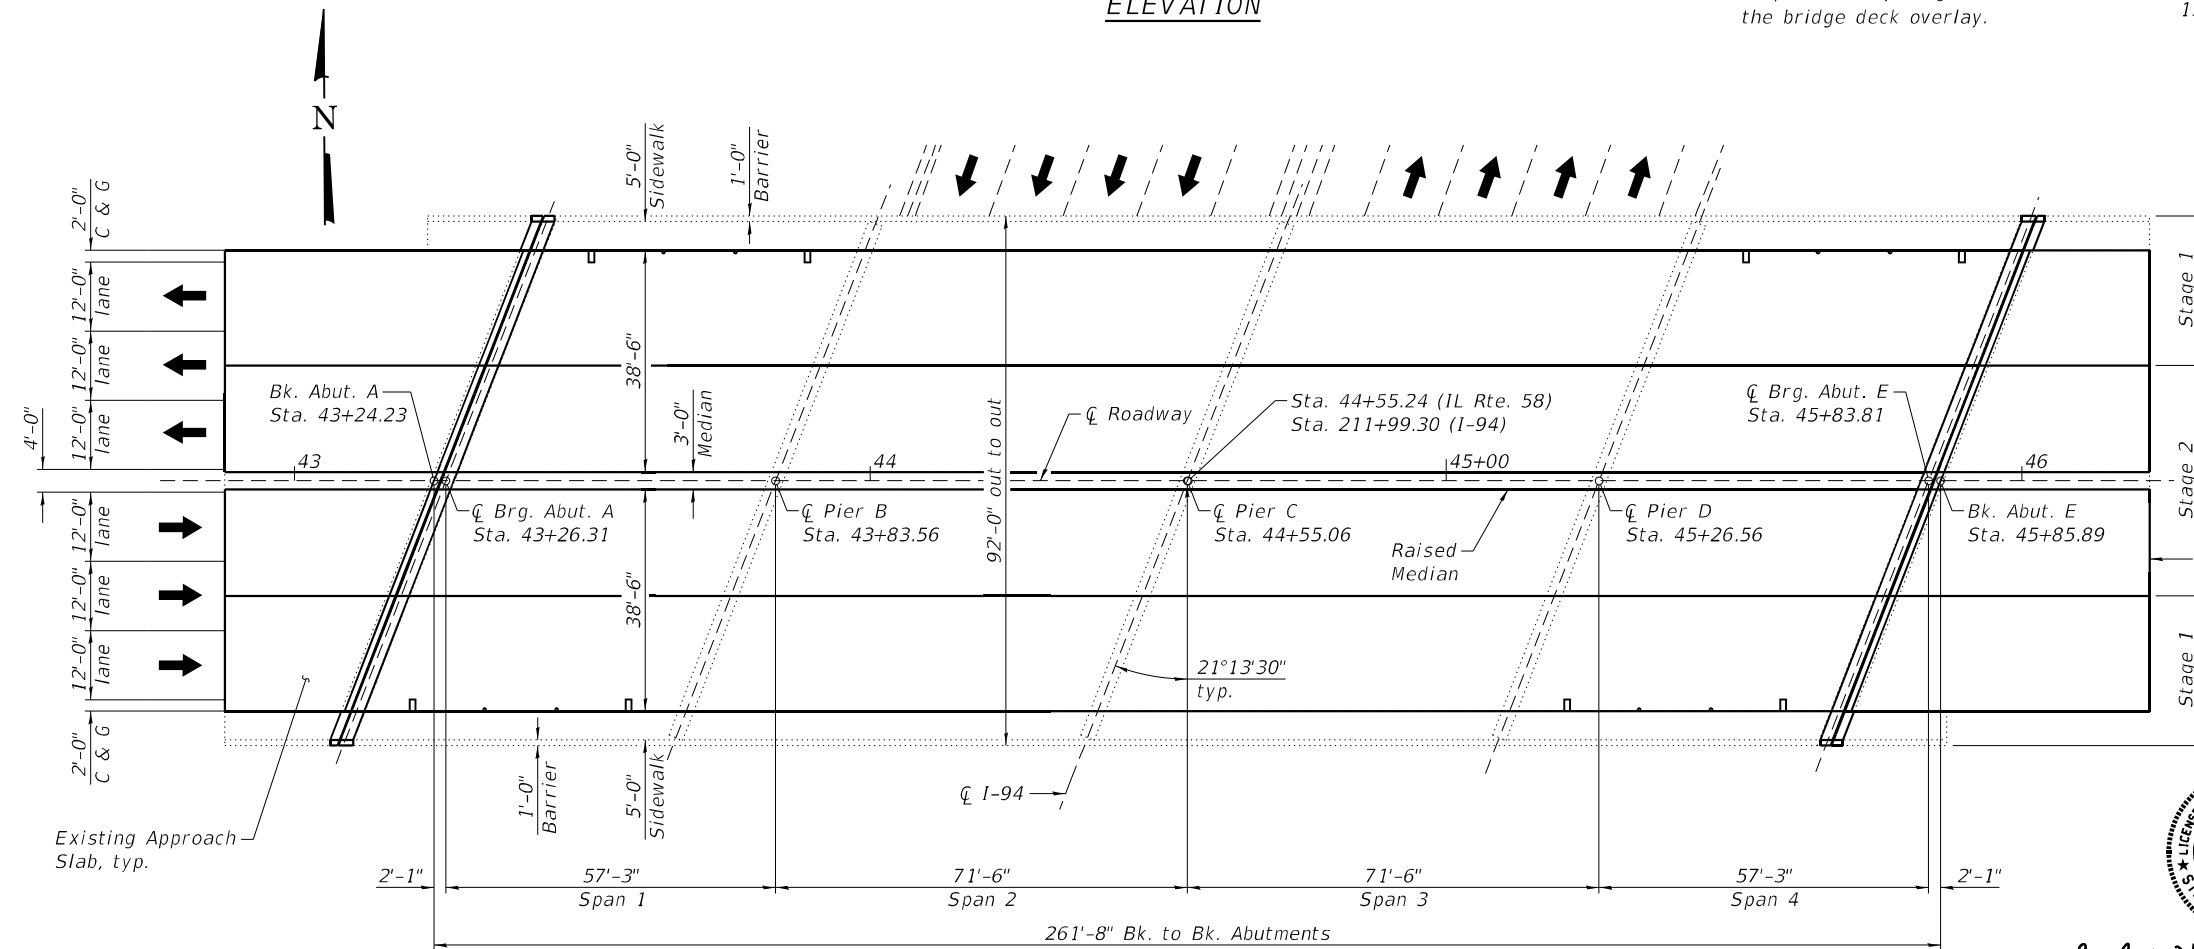 ELEVATION
the bridge deck overlay.
N
2'-0"
C & G
12'-0"
lane
12'-0"
lane
12'-0"
lane
4'-0"
12'-0"
lane
12'-0"
lane
12'-0"
lane
2'-0"
C & G
5'-0"
Sidewalk
1'-0"
Barrier
38'-6"
3'-0"
Median
92'-0" out to out
Stage 1
Stage 2
Stage 1
Bk. Abut. A
Sta. 43+24.23
℄ Roadway
Sta. 44+55.24 (IL Rte. 58)
Sta. 211+99.30 (I-94)
℄ Brg. Abut. E
Sta. 45+83.81
43
44
45+00
46
℄ Brg. Abut. A
Sta. 43+26.31
℄ Pier B
Sta. 43+83.56
℄ Pier C
Sta. 44+55.06
℄ Pier D
Sta. 45+26.56
Bk. Abut. E
Sta. 45+85.89
Raised
Median
38'-6"
21°13'30"
typ.
1'-0"
Barrier
5'-0"
Sidewalk
℄ I-94
Existing Approach
Slab, typ.
2'-1"
57'-3"
Span 1
71'-6"
Span 2
71'-6"
Span 3
57'-3"
Span 4
2'-1"
261'-8" Bk. to Bk. Abutments